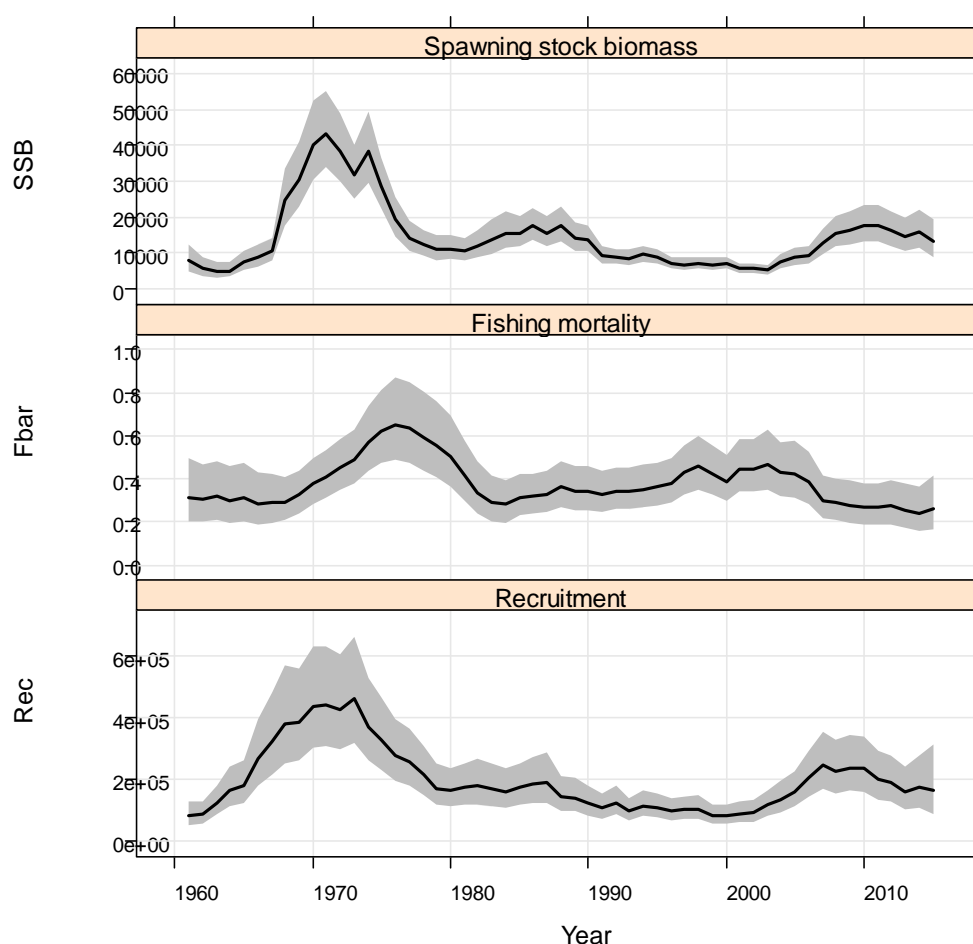 Spawning stock biomass
SSB
60000
50000
40000
30000
20000
10000
0
Fishing mortality
Fbar
1.0
0.8
0.6
0.4
0.2
0.0
Recruitment
Rec
6e+05
4e+05
2e+05
0e+00
1960 1970 1980 1990 2000 2010
Year